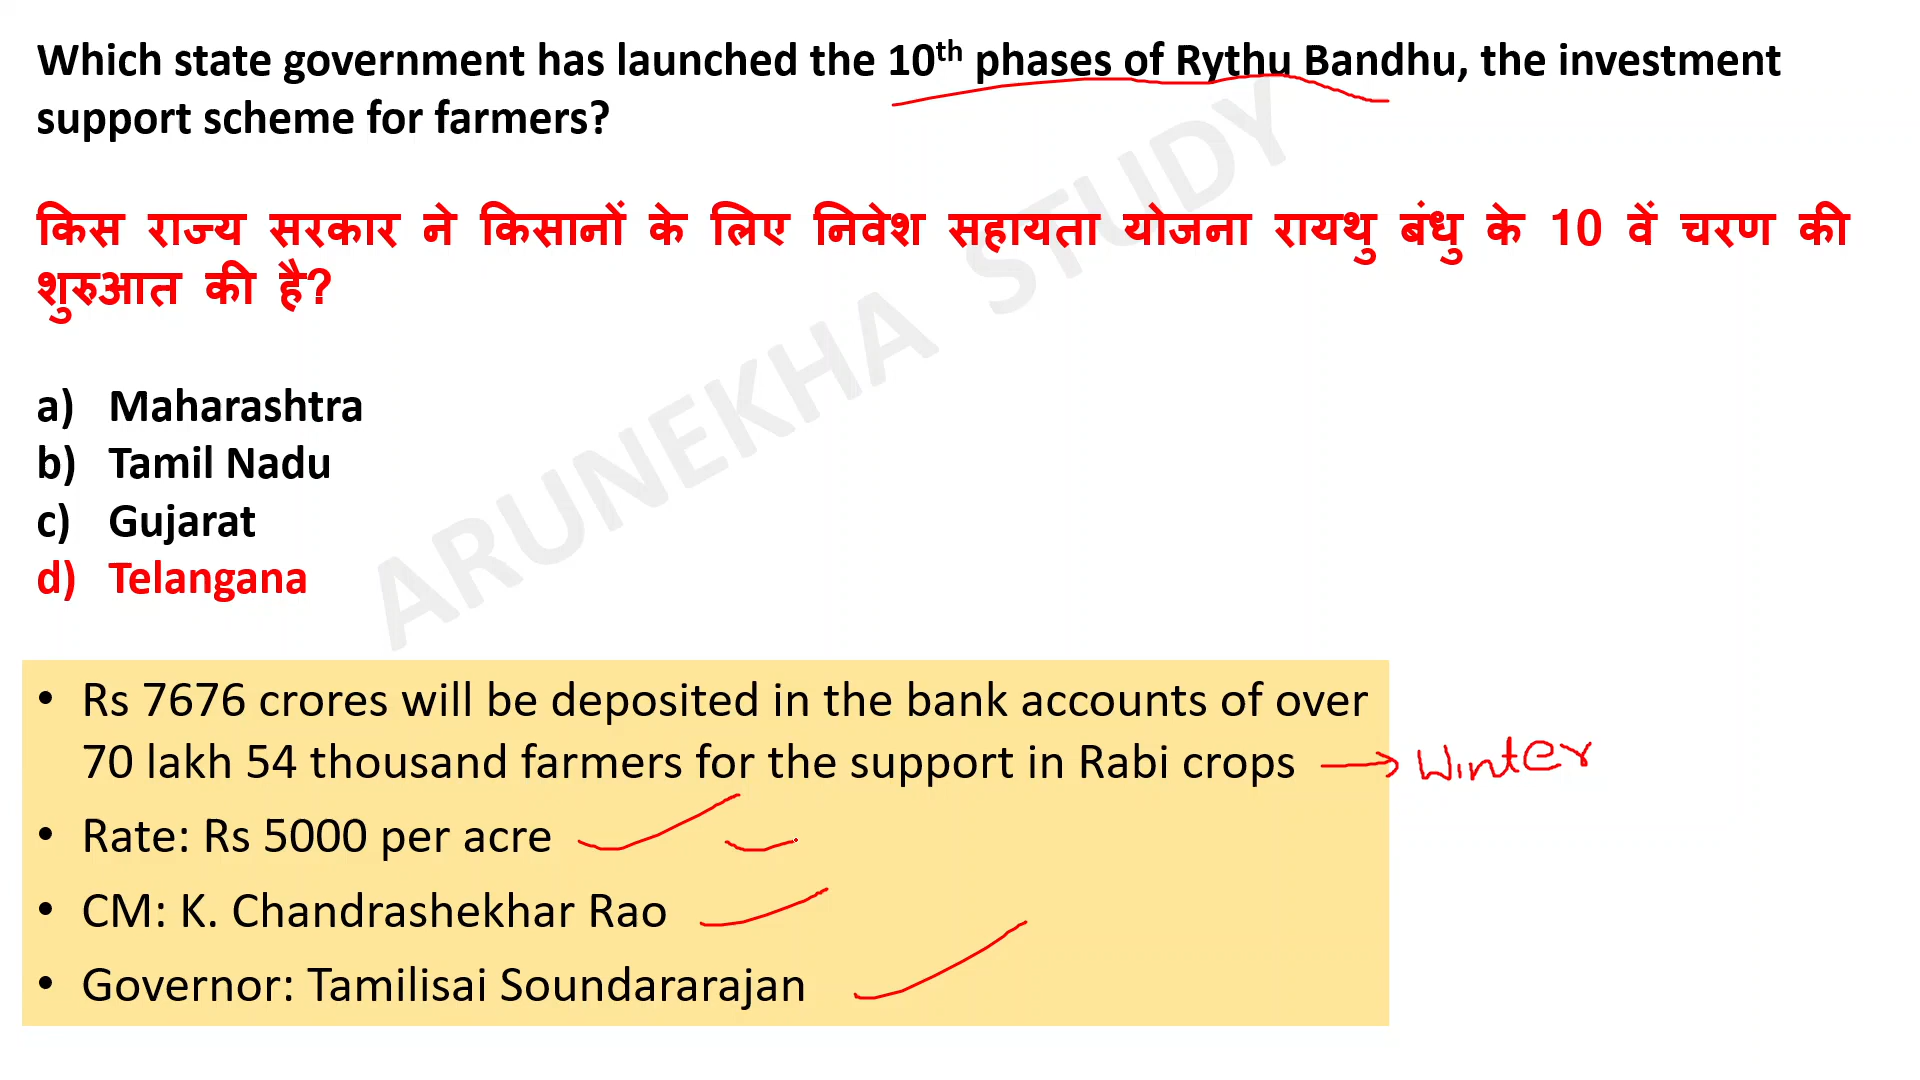 Which state government has launched the 10th phases of Rythu Bandhu, the investment
support scheme for farmers?
किस राज्य सरकार ने किसानों के लिए निवेश सहायता योजना रायथु बंधु के 10 वें चरण की
शुरुआत की है?
a) Maharashtra
b) Tamil Nadu
c) Gujarat
d) Telangana
• Rs 7676 crores will be deposited in the bank accounts of over
70 lakh 54 thousand farmers for the support in Rabi crops → Winter
• Rate: Rs 5000 per acre
• CM: K. Chandrashekhar Rao
• Governor: Tamilisai Soundararajan
ARUNEKHA STUDY